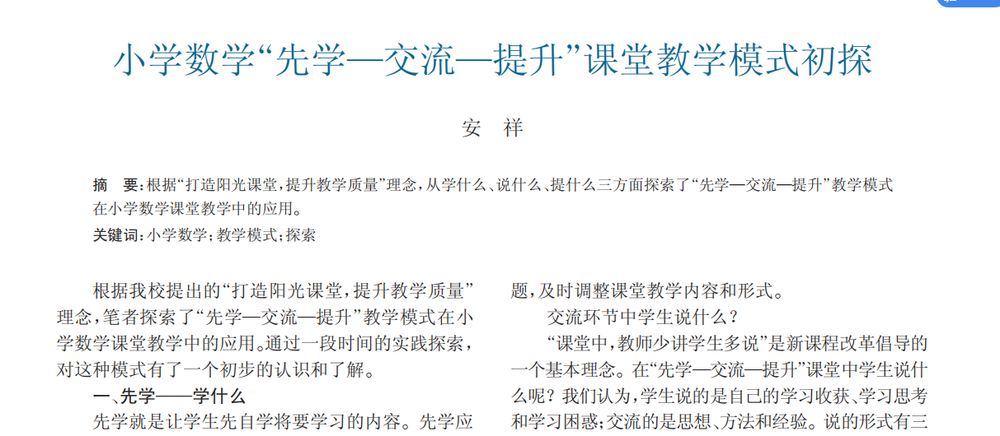 小学数学“先学—交流—提升”课堂教学模式初探
安 祥
摘 要:根据“打造阳光课堂,提升教学质量”理念,从学什么、说什么、提什么三方面探索了“先学—交流—提升”教学模式
在小学数学课堂教学中的应用。
关键词:小学数学;教学模式;探索
根据我校提出的“打造阳光课堂,提升教学质量”
理念,笔者探索了“先学—交流—提升”教学模式在小
学数学课堂教学中的应用。通过一段时间的实践探索,
对这种模式有了一个初步的认识和了解。
一、先学——学什么
先学就是让学生先自学将要学习的内容。先学应
题,及时调整课堂教学内容和形式。
交流环节中学生说什么?
“课堂中,教师少讲学生多说”是新课程改革倡导的
一个基本理念。在“先学—交流—提升”课堂中学生说什
么呢?我们认为,学生说的是自己的学习收获、学习思考
和学习困惑;交流的是思想、方法和经验。说的形式有三